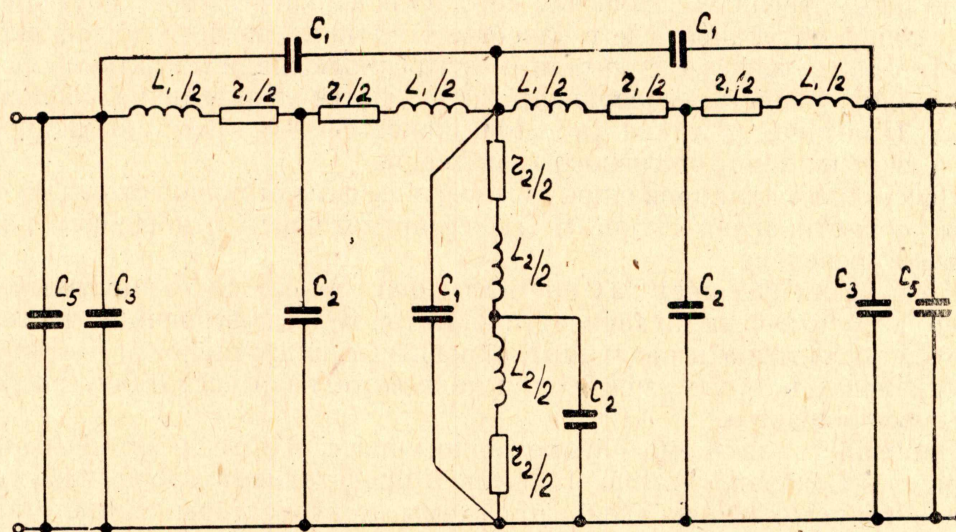 C₁ C₁
L₁/2 r₁/2 r₁/2 L₁/2 L₁/2 r₁/2 r₁/2 L₁/2
r₂/2
L₂/2
C₅ C₃ C₂ C₁ C₂ C₃ C₅
L₂/2
C₂
r₂/2